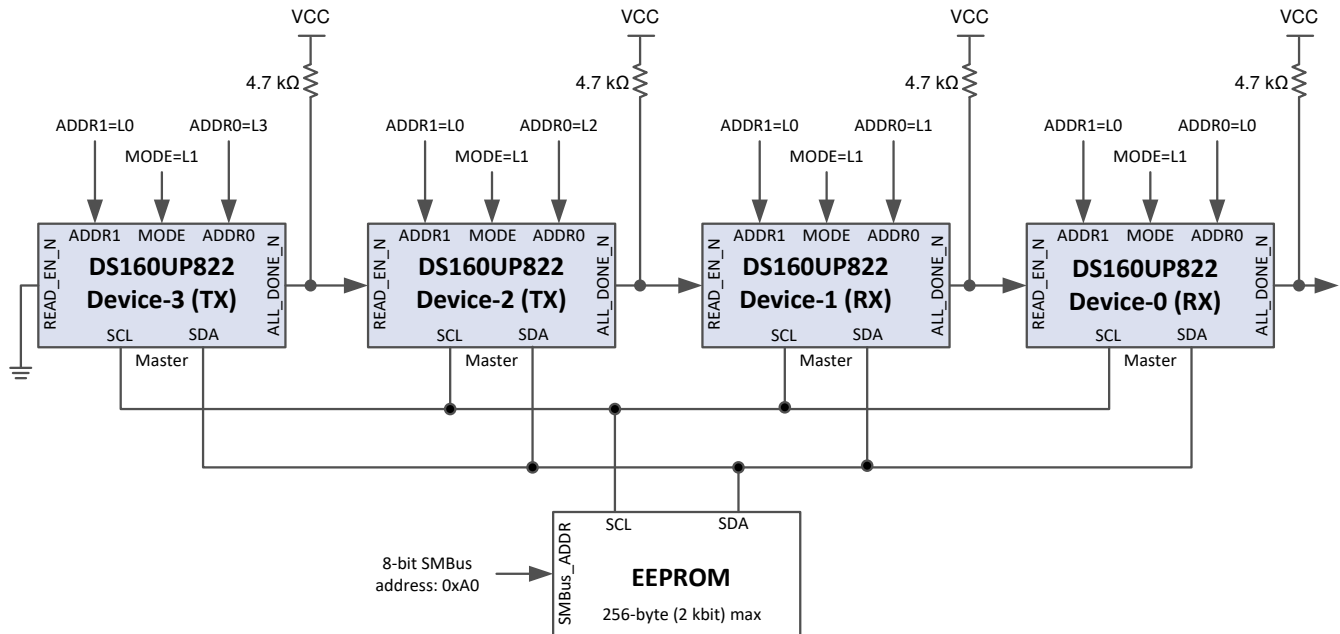 VCC
VCC
VCC
VCC
4.7 kΩ
4.7 kΩ
4.7 kΩ
4.7 kΩ
ADDR1=L0
ADDR0=L3
MODE=L1
ADDR1=L0
ADDR0=L2
MODE=L1
ADDR1=L0
ADDR0=L1
MODE=L1
ADDR1=L0
ADDR0=L0
MODE=L1
READ_EN_N
ADDR1 MODE ADDR0
DS160UP822
Device-3 (TX)
ALL_DONE_N
SCL SDA
Master
READ_EN_N
ADDR1 MODE ADDR0
DS160UP822
Device-2 (TX)
ALL_DONE_N
SCL SDA
Master
READ_EN_N
ADDR1 MODE ADDR0
DS160UP822
Device-1 (RX)
ALL_DONE_N
SCL SDA
Master
READ_EN_N
ADDR1 MODE ADDR0
DS160UP822
Device-0 (RX)
ALL_DONE_N
SCL SDA
Master
8-bit SMBus
address: 0xA0
SMBus_ADDR
SCL SDA
EEPROM
256-byte (2 kbit) max